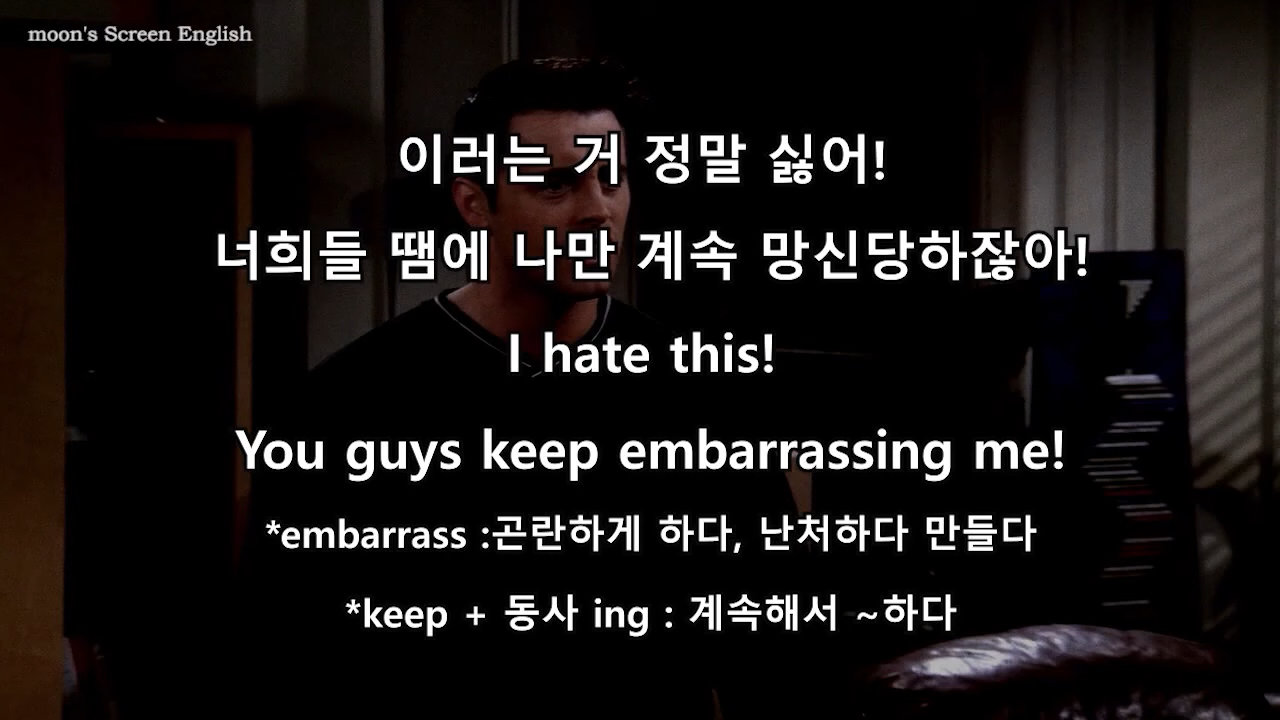 moon's Screen English
이러는 거 정말 싫어!
너희들 땜에 나만 계속 망신당하잖아!
I hate this!
You guys keep embarrassing me!
*embarrass :곤란하게 하다, 난처하다 만들다
*keep + 동사 ing : 계속해서 ~하다